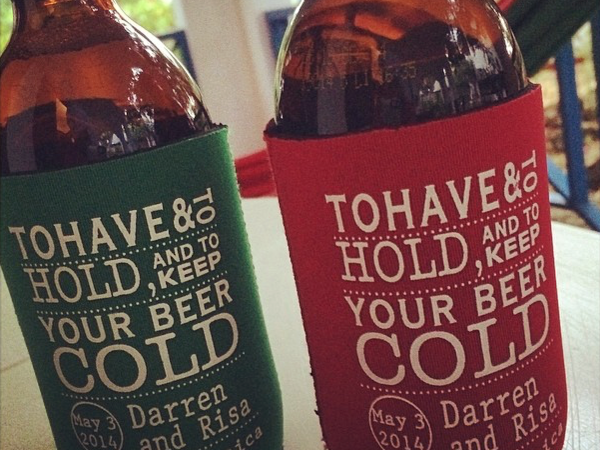 TO HAVE & TO
HOLD, AND TO KEEP
YOUR BEER
COLD
May 3 2014
Darren
and Risa
TO HAVE & TO
HOLD, AND TO KEEP
YOUR BEER
COLD
May 3 2014
Darren
and Risa